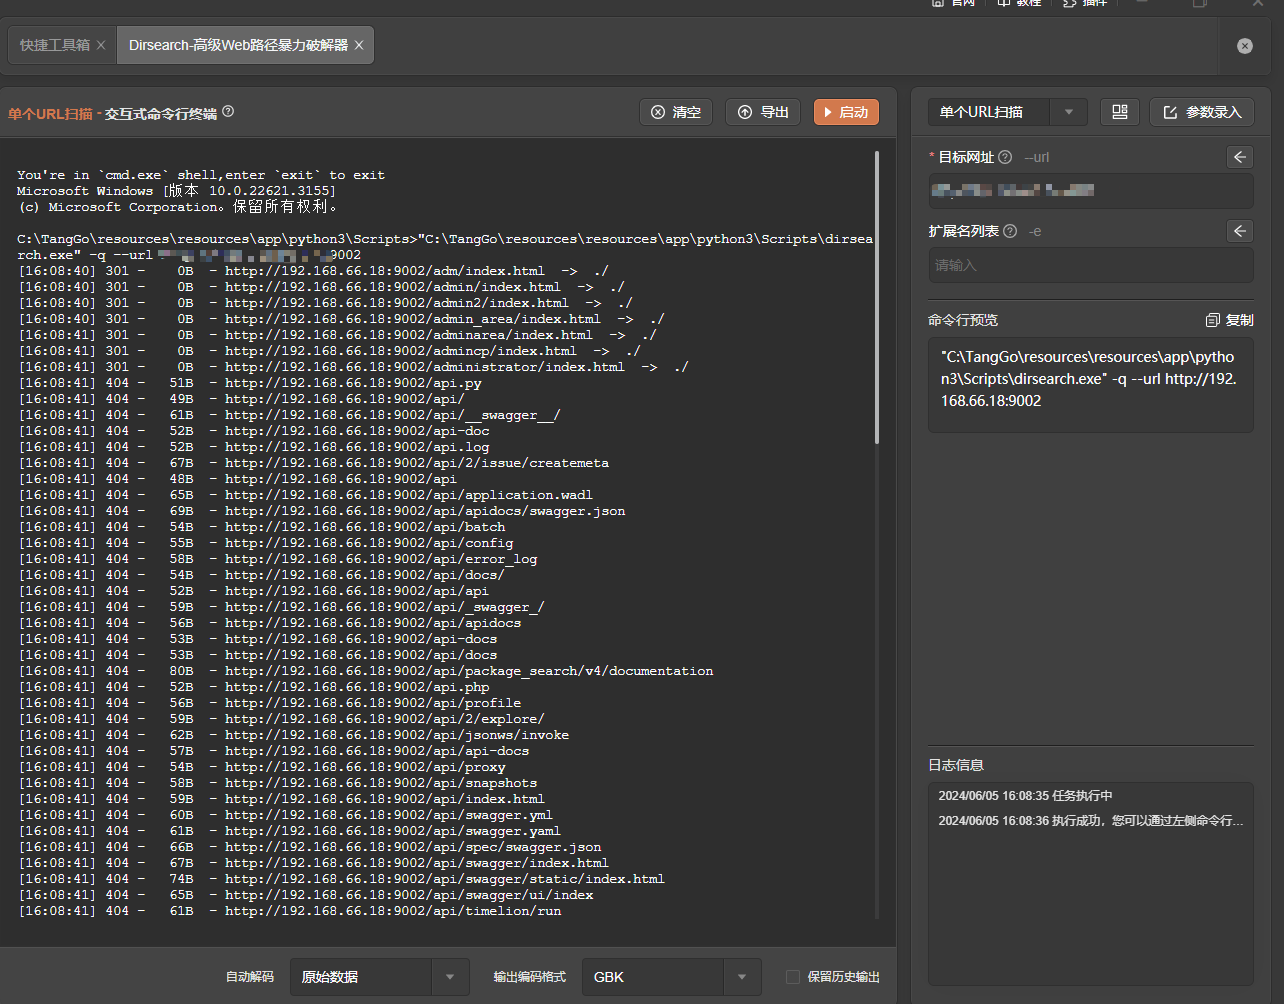 官网 教程 插件
快捷工具箱
Dirsearch-高级Web路径暴力破解器
单个URL扫描 - 交互式命令行终端
清空 导出 启动
You're in `cmd.exe` shell,enter `exit` to exit
Microsoft Windows [版本 10.0.22621.3155]
(c) Microsoft Corporation。保留所有权利。
C:\TangGo\resources\resources\app\python3\Scripts>"C:\TangGo\resources\resources\app\python3\Scripts\dirsea
rch.exe" -q --url 9002
[16:08:40] 301 -    0B  - http://192.168.66.18:9002/adm/index.html  ->  ./
[16:08:40] 301 -    0B  - http://192.168.66.18:9002/admin/index.html  ->  ./
[16:08:40] 301 -    0B  - http://192.168.66.18:9002/admin2/index.html  ->  ./
[16:08:40] 301 -    0B  - http://192.168.66.18:9002/admin_area/index.html  ->  ./
[16:08:41] 301 -    0B  - http://192.168.66.18:9002/adminarea/index.html  ->  ./
[16:08:41] 301 -    0B  - http://192.168.66.18:9002/admincp/index.html  ->  ./
[16:08:41] 301 -    0B  - http://192.168.66.18:9002/administrator/index.html  ->  ./
[16:08:41] 404 -   51B  - http://192.168.66.18:9002/api.py
[16:08:41] 404 -   49B  - http://192.168.66.18:9002/api/
[16:08:41] 404 -   61B  - http://192.168.66.18:9002/api/__swagger__/
[16:08:41] 404 -   52B  - http://192.168.66.18:9002/api-doc
[16:08:41] 404 -   52B  - http://192.168.66.18:9002/api.log
[16:08:41] 404 -   67B  - http://192.168.66.18:9002/api/2/issue/createmeta
[16:08:41] 404 -   48B  - http://192.168.66.18:9002/api
[16:08:41] 404 -   65B  - http://192.168.66.18:9002/api/application.wadl
[16:08:41] 404 -   69B  - http://192.168.66.18:9002/api/apidocs/swagger.json
[16:08:41] 404 -   54B  - http://192.168.66.18:9002/api/batch
[16:08:41] 404 -   55B  - http://192.168.66.18:9002/api/config
[16:08:41] 404 -   58B  - http://192.168.66.18:9002/api/error_log
[16:08:41] 404 -   54B  - http://192.168.66.18:9002/api/docs/
[16:08:41] 404 -   52B  - http://192.168.66.18:9002/api/api
[16:08:41] 404 -   59B  - http://192.168.66.18:9002/api/_swagger_/
[16:08:41] 404 -   56B  - http://192.168.66.18:9002/api/apidocs
[16:08:41] 404 -   53B  - http://192.168.66.18:9002/api-docs
[16:08:41] 404 -   53B  - http://192.168.66.18:9002/api/docs
[16:08:41] 404 -   80B  - http://192.168.66.18:9002/api/package_search/v4/documentation
[16:08:41] 404 -   52B  - http://192.168.66.18:9002/api.php
[16:08:41] 404 -   56B  - http://192.168.66.18:9002/api/profile
[16:08:41] 404 -   59B  - http://192.168.66.18:9002/api/2/explore/
[16:08:41] 404 -   62B  - http://192.168.66.18:9002/api/jsonws/invoke
[16:08:41] 404 -   57B  - http://192.168.66.18:9002/api/api-docs
[16:08:41] 404 -   54B  - http://192.168.66.18:9002/api/proxy
[16:08:41] 404 -   58B  - http://192.168.66.18:9002/api/snapshots
[16:08:41] 404 -   59B  - http://192.168.66.18:9002/api/index.html
[16:08:41] 404 -   60B  - http://192.168.66.18:9002/api/swagger.yml
[16:08:41] 404 -   61B  - http://192.168.66.18:9002/api/swagger.yaml
[16:08:41] 404 -   66B  - http://192.168.66.18:9002/api/spec/swagger.json
[16:08:41] 404 -   67B  - http://192.168.66.18:9002/api/swagger/index.html
[16:08:41] 404 -   74B  - http://192.168.66.18:9002/api/swagger/static/index.html
[16:08:41] 404 -   65B  - http://192.168.66.18:9002/api/swagger/ui/index
[16:08:41] 404 -   61B  - http://192.168.66.18:9002/api/timelion/run
自动解码 原始数据 输出编码格式 GBK 保留历史输出
单个URL扫描 参数录入
* 目标网址 --url
扩展名列表 -e
请输入
命令行预览 复制
"C:\TangGo\resources\resources\app\pytho
n3\Scripts\dirsearch.exe" -q --url http://192.
168.66.18:9002
日志信息
2024/06/05 16:08:35 任务执行中
2024/06/05 16:08:36 执行成功，您可以通过左侧命令行...